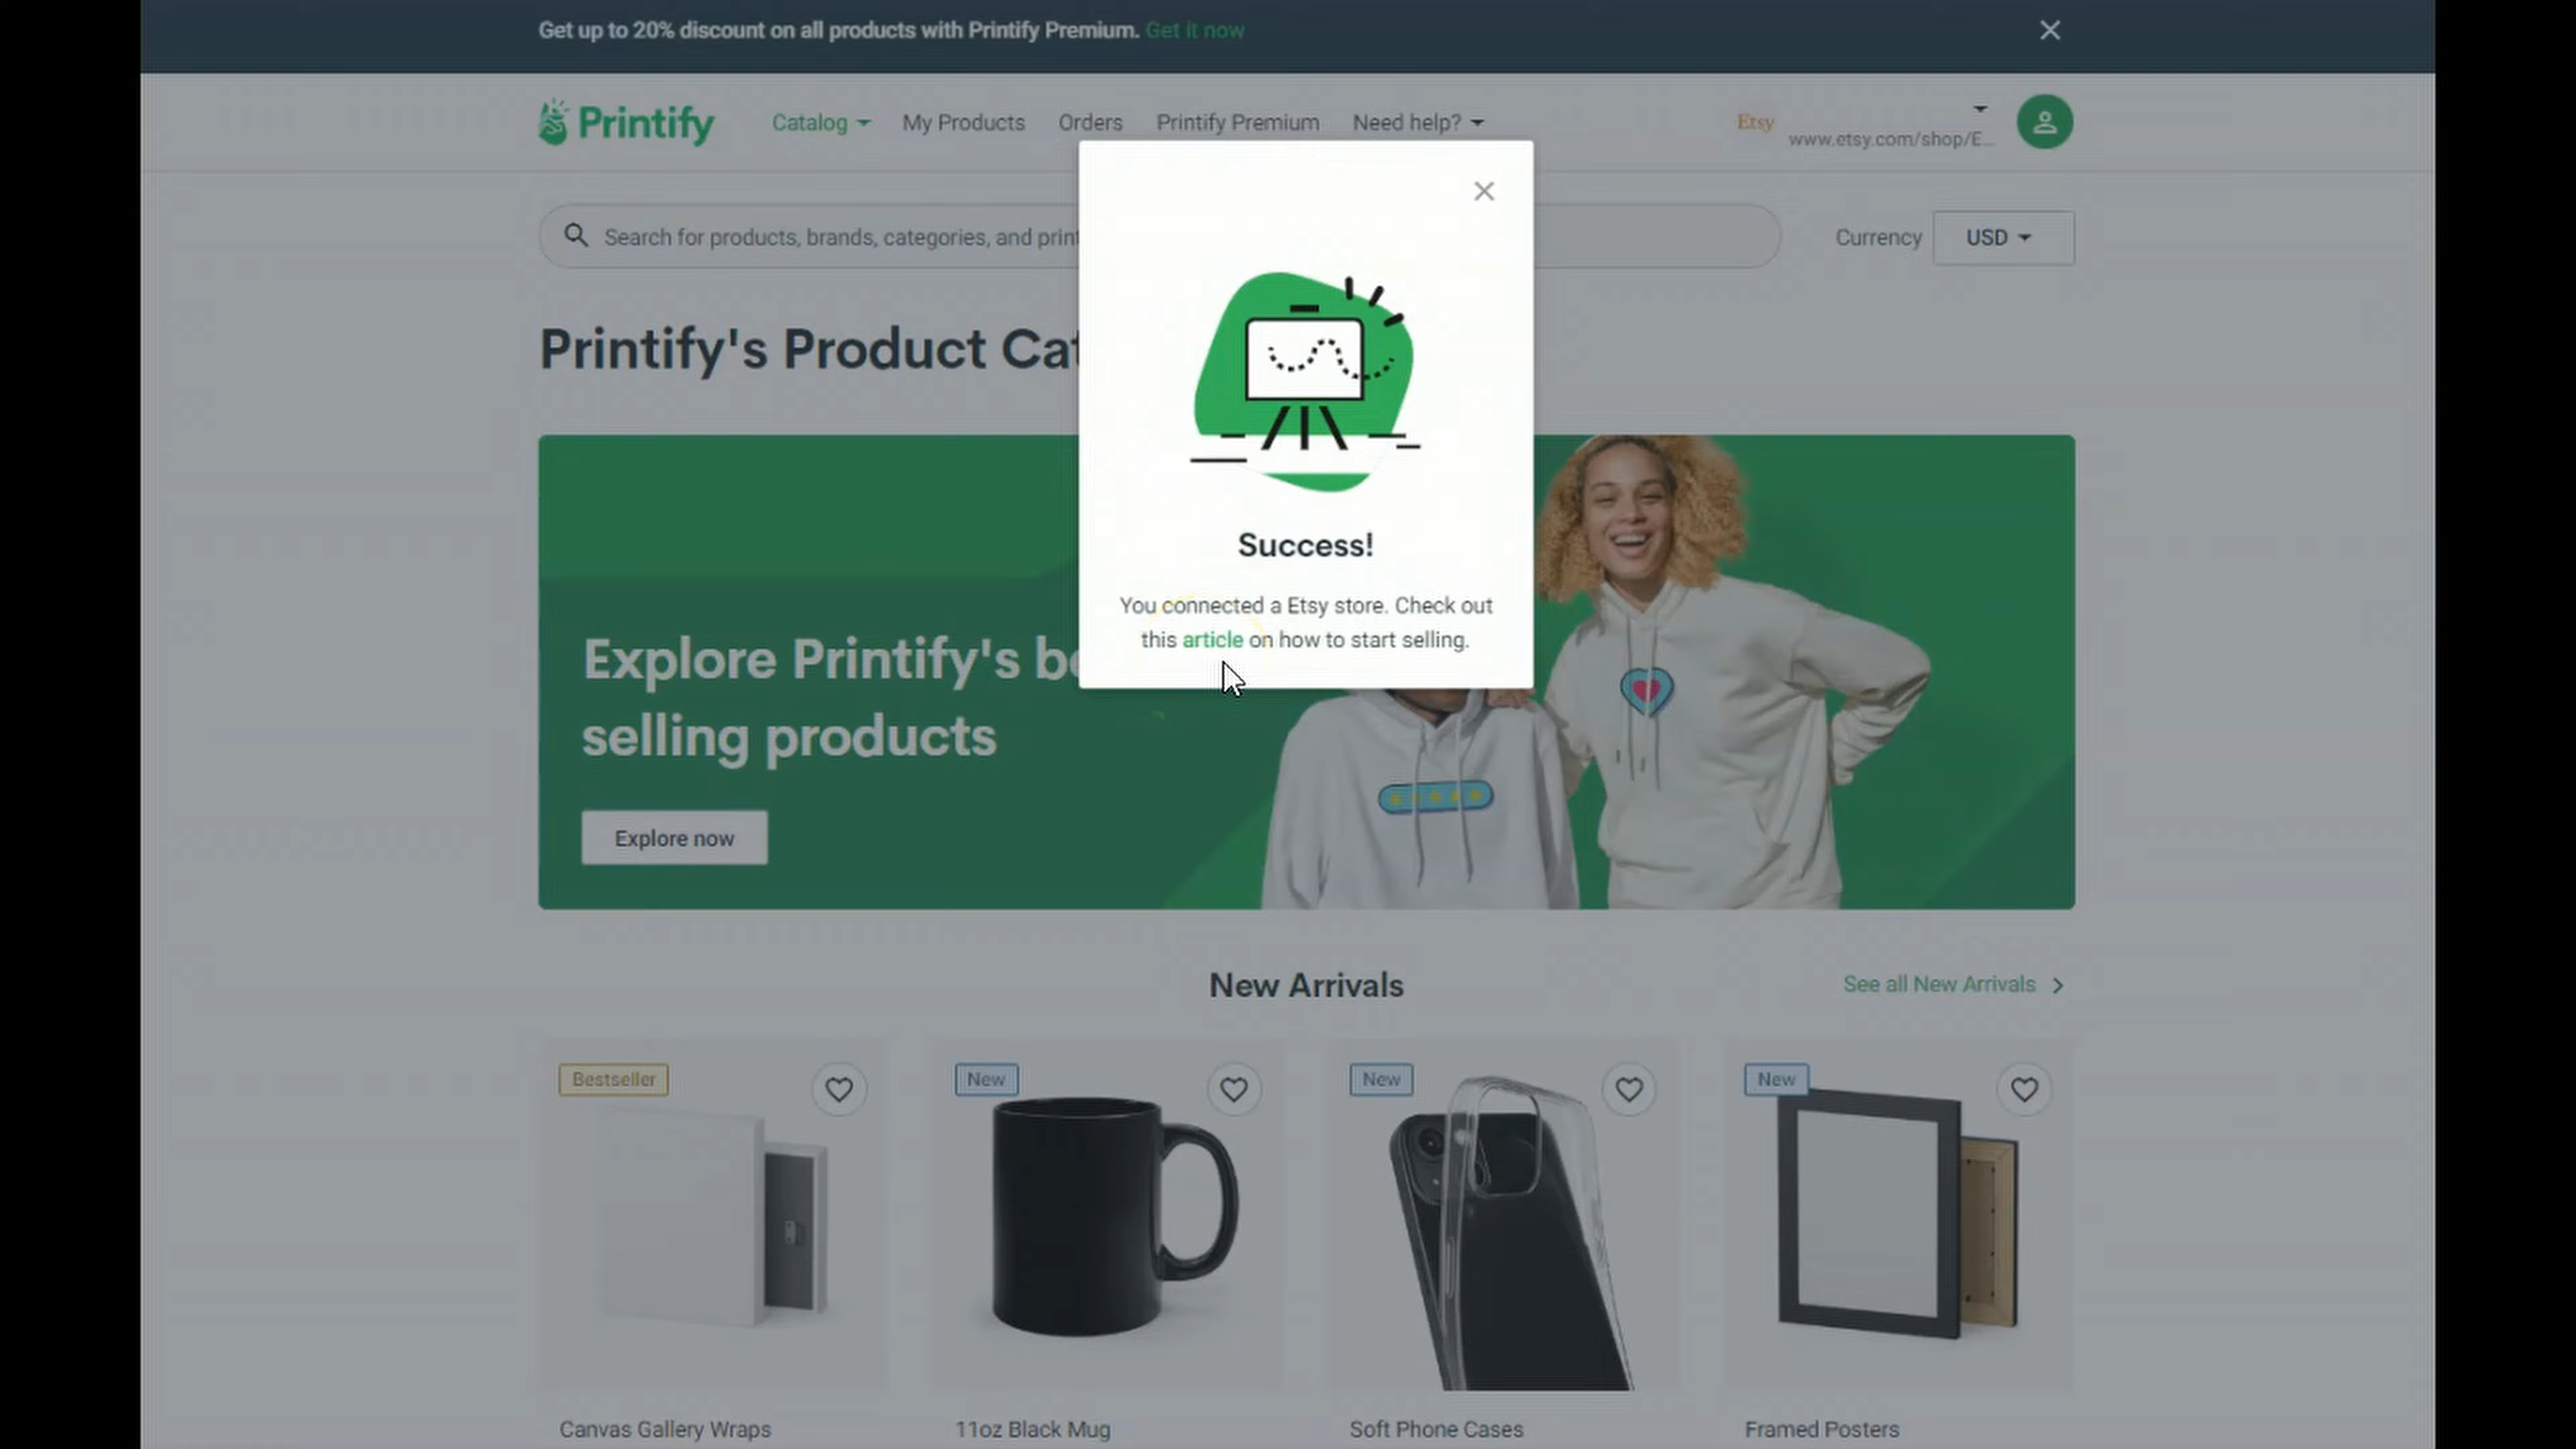 Get up to 20% discount on all products with Printify Premium. Get it now
Printify
Catalog
My Products
Orders
Printify Premium
Need help?
Etsy
www.etsy.com/shop/E...
Search for products, brands, categories, and print
Currency
USD
Printify's Product Cat
Success!
You connected a Etsy store. Check out
this article on how to start selling.
Explore Printify's be
selling products
Explore now
New Arrivals
See all New Arrivals
Bestseller
New
New
New
Canvas Gallery Wraps
11oz Black Mug
Soft Phone Cases
Framed Posters